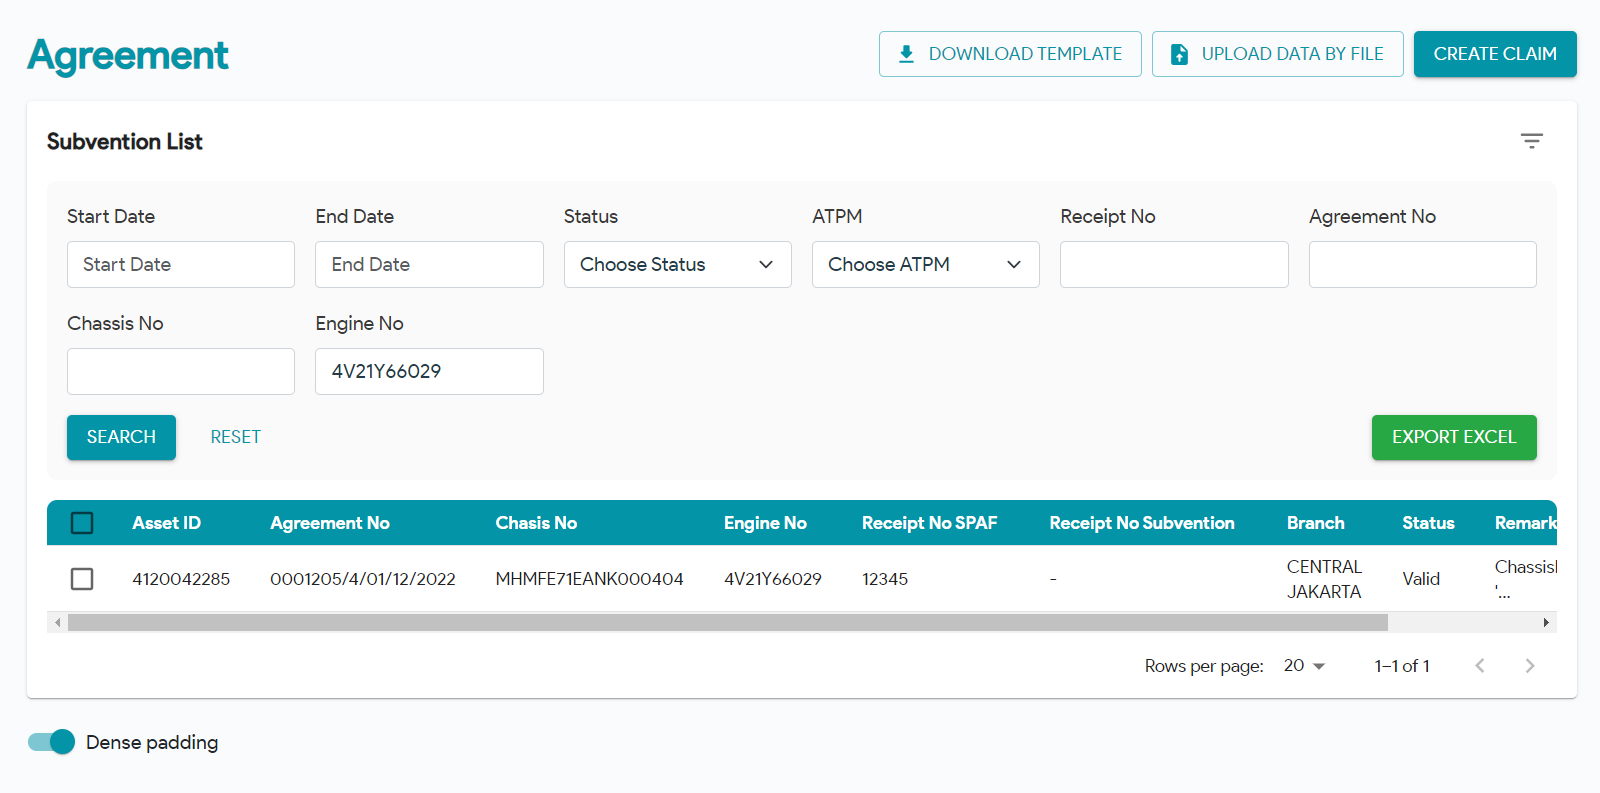 Agreement
DOWNLOAD TEMPLATE
UPLOAD DATA BY FILE
CREATE CLAIM
Subvention List
Start Date End Date Status ATPM Receipt No Agreement No
Start Date End Date Choose Status Choose ATPM
Chassis No Engine No
4V21Y66029
SEARCH RESET EXPORT EXCEL
Asset ID Agreement No Chasis No Engine No Receipt No SPAF Receipt No Subvention Branch Status Remark
4120042285 0001205/4/01/12/2022 MHMFE71EANK000404 4V21Y66029 12345 - CENTRAL JAKARTA Valid '...
Rows per page: 20 1–1 of 1
Dense padding